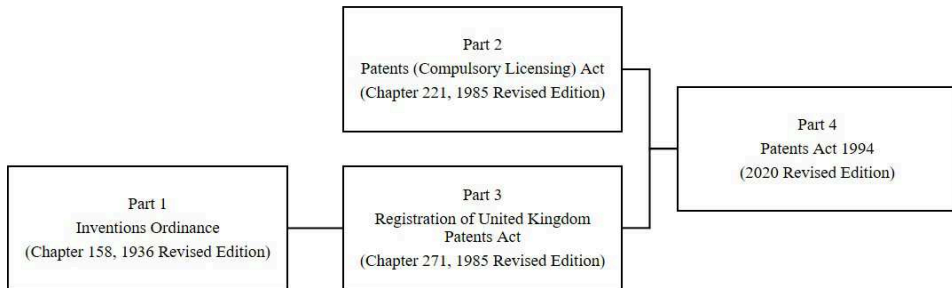 Part 2
Patents (Compulsory Licensing) Act
(Chapter 221, 1985 Revised Edition)
Part 4
Patents Act 1994
(2020 Revised Edition)
Part 1
Inventions Ordinance
(Chapter 158, 1936 Revised Edition)
Part 3
Registration of United Kingdom
Patents Act
(Chapter 271, 1985 Revised Edition)